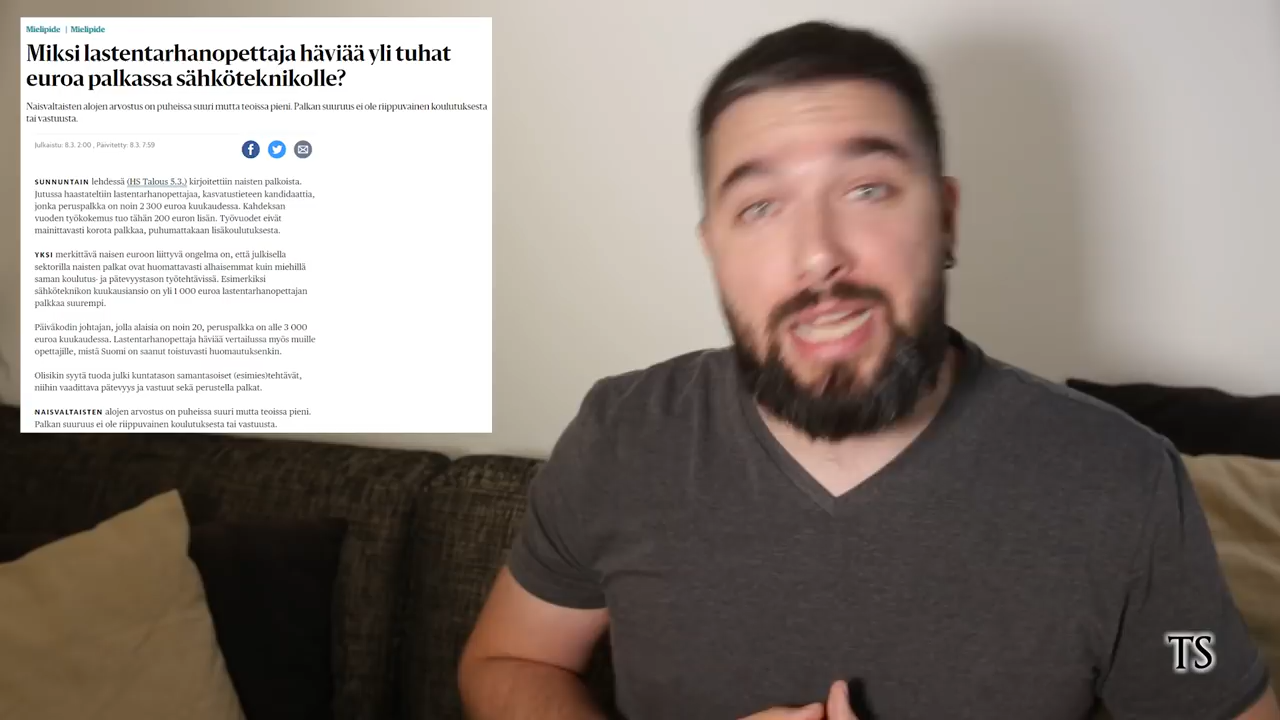 Mielipide | Mielipide
Miksi lastentarhanopettaja häviää yli tuhat
euroa palkassa sähköteknikolle?
Naisvaltaisten alojen arvostus on puheissa suuri mutta teoissa pieni. Palkan suuruus ei ole riippuvainen koulutuksesta
tai vastuusta.
Julkaistu: 8.3. 2:00 , Päivitetty: 8.3. 7:59
SUNNUNTAIN lehdessä (HS Talous 5.3.) kirjoitettiin naisten palkoista.
Jutussa haastateltiin lastentarhanopettajaa, kasvatustieteen kandidaattia,
jonka peruspalkka on noin 2 300 euroa kuukaudessa. Kahdeksan
vuoden työkokemus tuo tähän 200 euron lisän. Työvuodet eivät
mainittavasti korota palkkaa, puhumattakaan lisäkoulutuksesta.
YKSI merkittävä naisen euroon liittyvä ongelma on, että julkisella
sektorilla naisten palkat ovat huomattavasti alhaisemmat kuin miehillä
saman koulutus- ja pätevyystason työtehtävissä. Esimerkiksi
sähköteknikon kuukausiansio on yli 1 000 euroa lastentarhanopettajan
palkkaa suurempi.
Päiväkodin johtajan, jolla alaisia on noin 20, peruspalkka on alle 3 000
euroa kuukaudessa. Lastentarhanopettaja häviää vertailussa myös muille
opettajille, mistä Suomi on saanut toistuvasti huomautuksenkin.
Olisikin syytä tuoda julki kuntatason samantasoiset (esimies)tehtävät,
niihin vaadittava pätevyys ja vastuut sekä perustella palkat.
NAISVALTAISTEN alojen arvostus on puheissa suuri mutta teoissa pieni.
Palkan suuruus ei ole riippuvainen koulutuksesta tai vastuusta.
TS